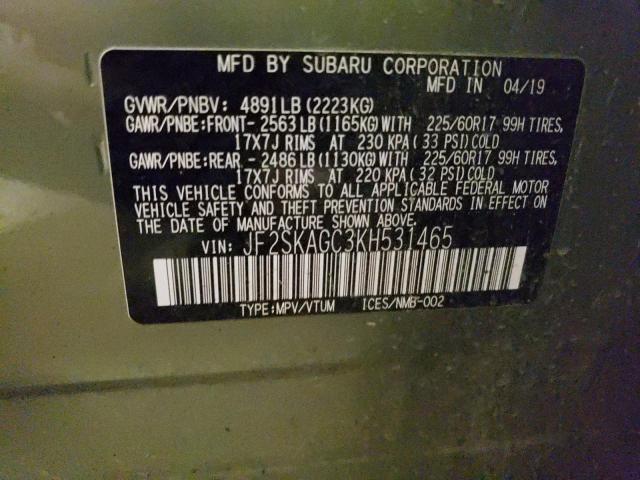 MFD BY SUBARU CORPORATION
MFD IN 04/19
GVWR/PNBV: 4891LB (2223KG)
GAWR/PNBE:FRONT- 2563LB(1165KG)WITH 225/60R17 99H TIRES,
17X7J RIMS AT 230 KPA(33 PSI)COLD
GAWR/PNBE:REAR - 2486LB(1130KG)WITH 225/60R17 99H TIRES,
17X7J RIMS AT 220 KPA(32 PSI)COLD
THIS VEHICLE CONFORMS TO ALL APPLICABLE FEDERAL MOTOR
VEHICLE SAFETY AND THEFT PREVENTION STANDARDS IN EFFECT ON
THE DATE OF MANUFACTURE SHOWN ABOVE.
VIN: JF2SKAGC3KH531465
TYPE:MPV/VTUM ICES/NMB-002